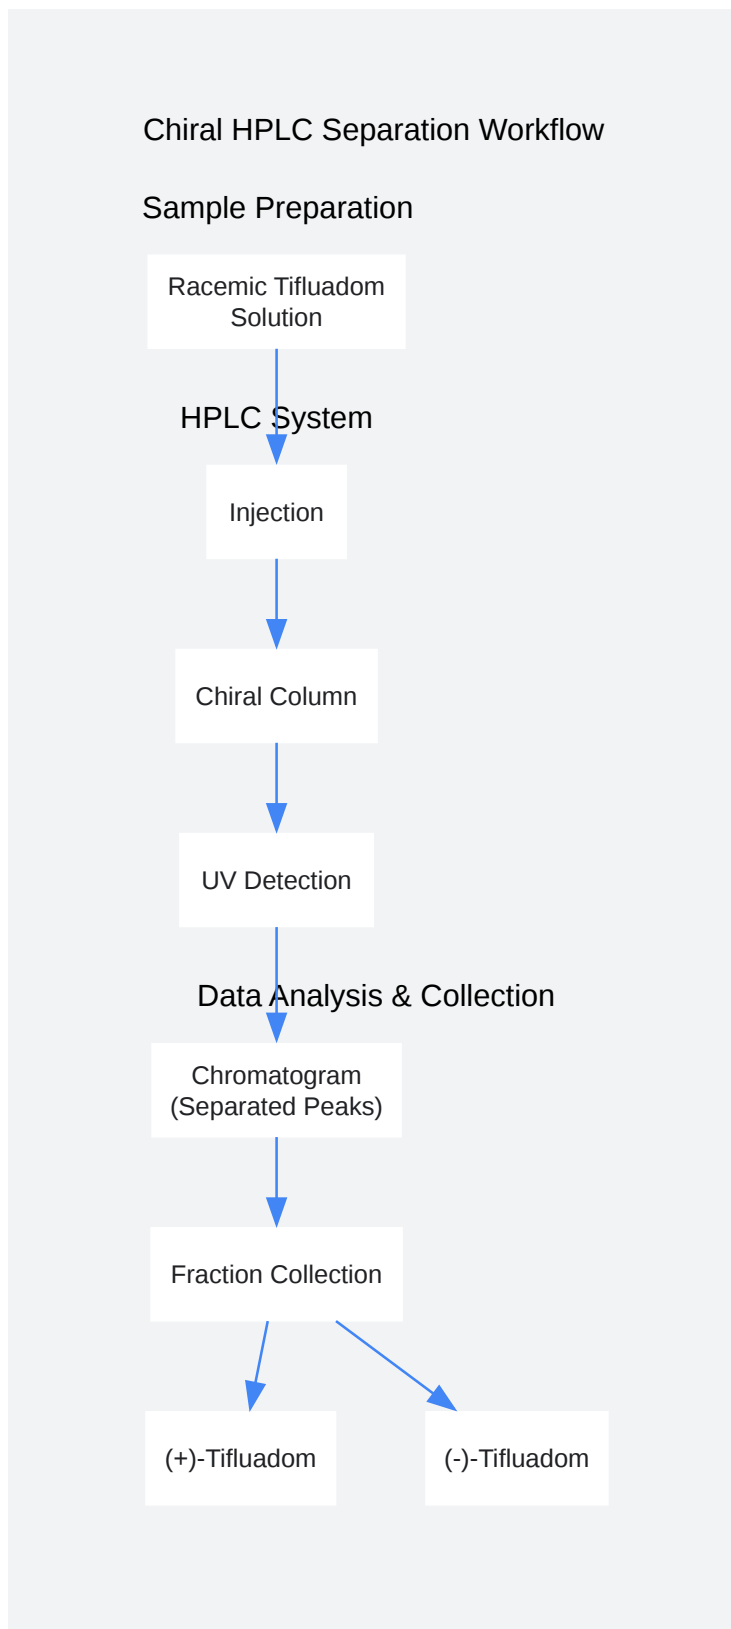 Chiral HPLC Separation Workflow
Sample Preparation
Racemic Tifluadom
Solution
HPLC System
Injection
Chiral Column
UV Detection
Data Analysis & Collection
Chromatogram
(Separated Peaks)
Fraction Collection
(+)-Tifluadom
(-)-Tifluadom